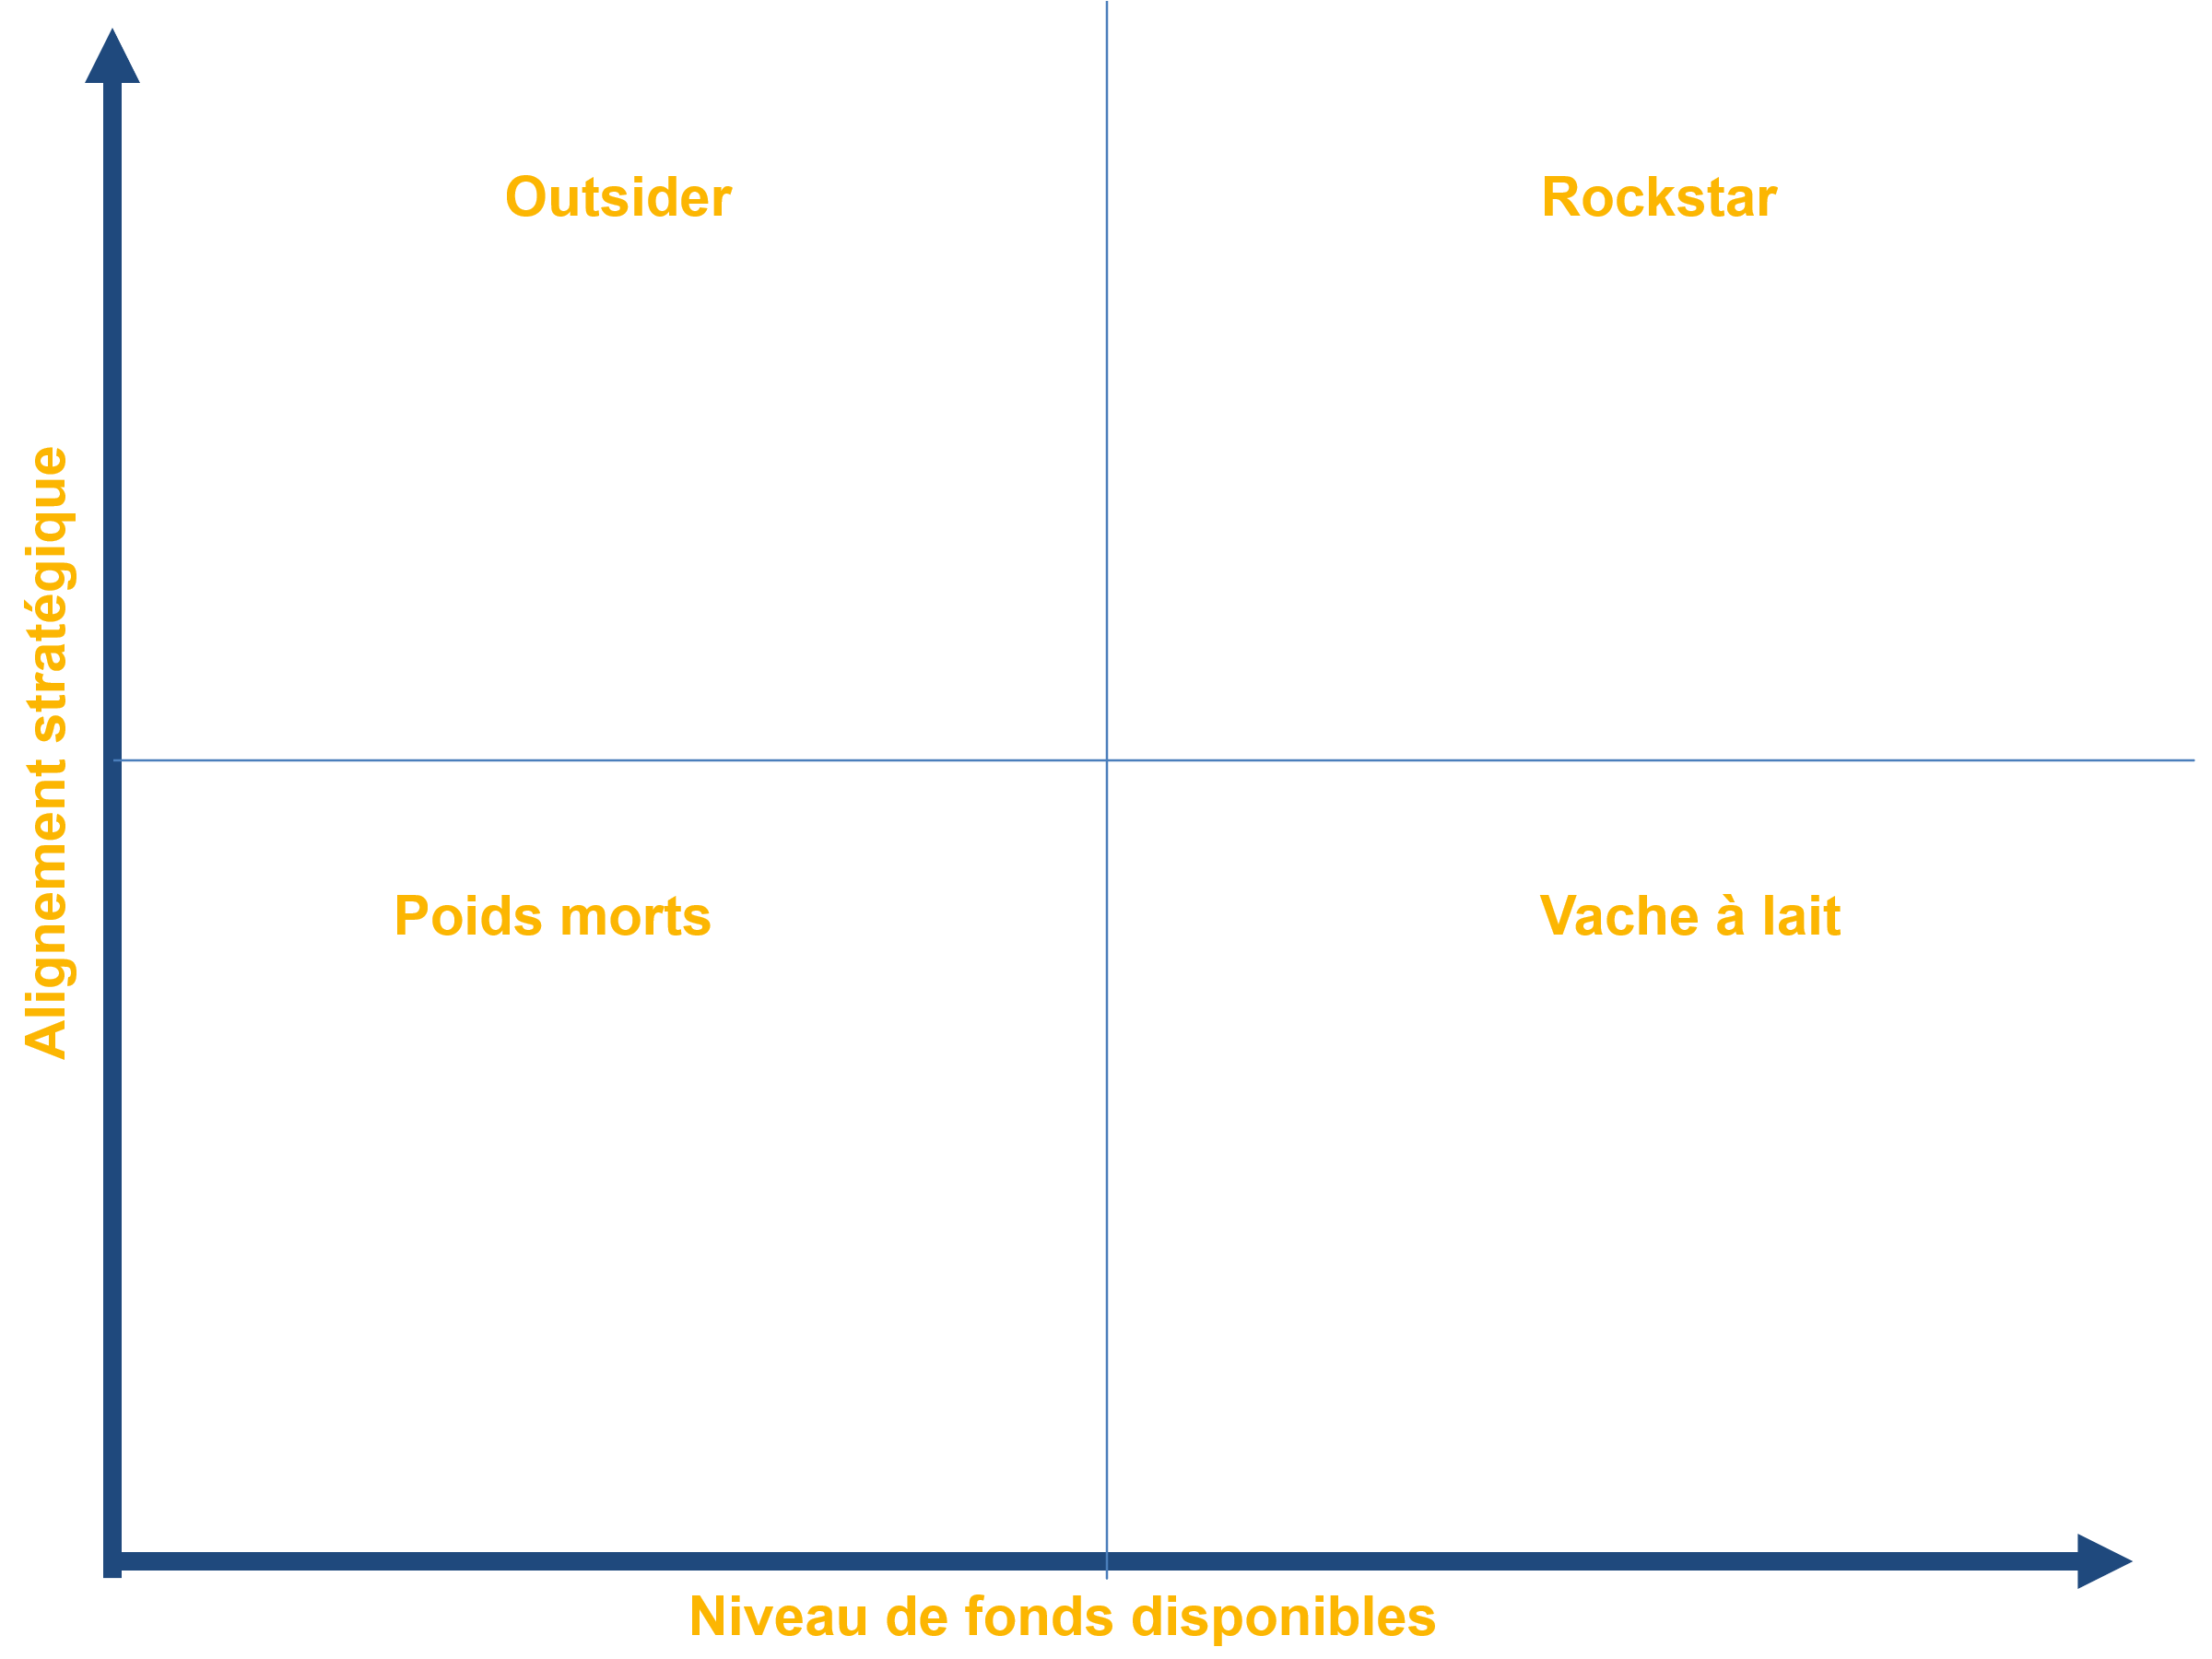 Outsider
Rockstar
Alignement stratégique
Poids morts
Vache à lait
Niveau de fonds disponibles